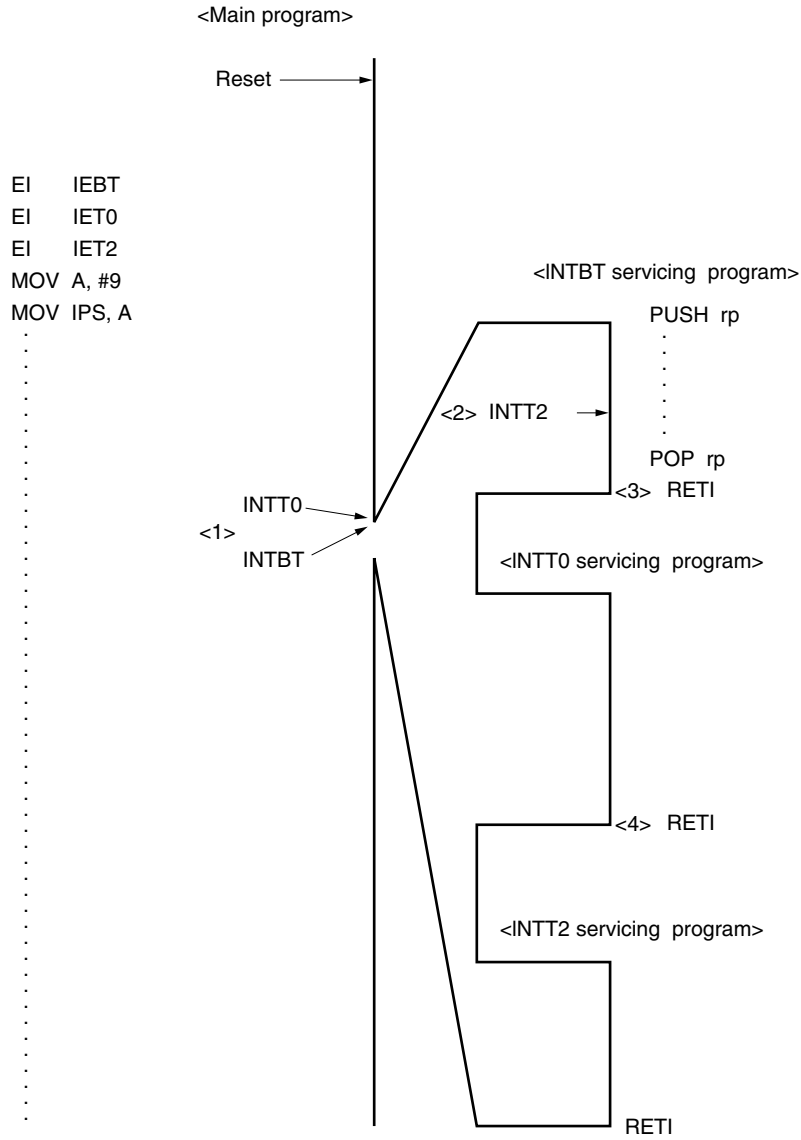 <Main program>
Reset
EI IEBT
EI IET0
EI IET2
MOV A, #9
MOV IPS, A
<INTBT servicing program>
PUSH rp
<2> INTT2
POP rp
<3> RETI
INTT0
<1>
INTBT
<INTT0 servicing program>
<4> RETI
<INTT2 servicing program>
RETI